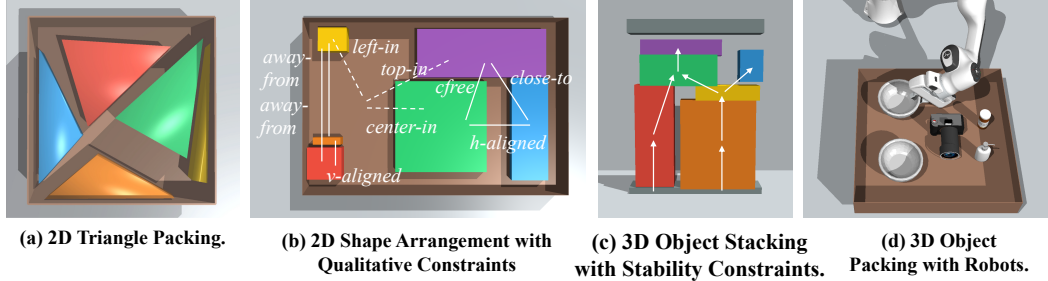 away-
from
left-in
top-in
cfree
close-to
away-
from
center-in
h-aligned
v-aligned
(a) 2D Triangle Packing.
(b) 2D Shape Arrangement with
Qualitative Constraints
(c) 3D Object Stacking
with Stability Constraints.
(d) 3D Object
Packing with Robots.